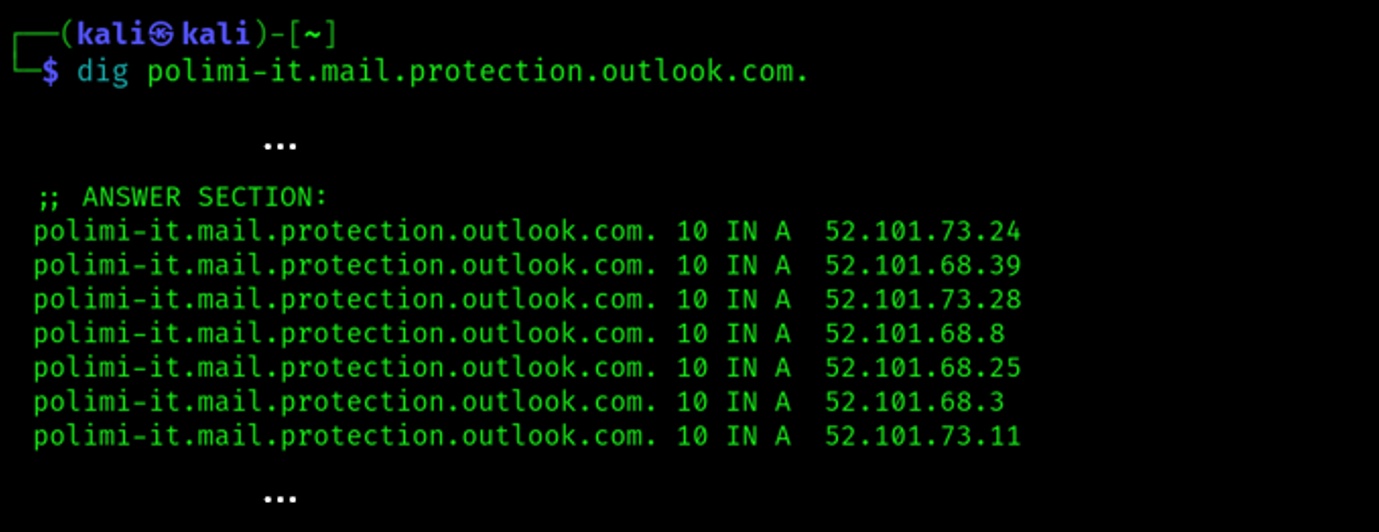 ┌──(kali㉿kali)-[~]
└─$ dig polimi-it.mail.protection.outlook.com.
...
;; ANSWER SECTION:
polimi-it.mail.protection.outlook.com. 10 IN A 52.101.73.24
polimi-it.mail.protection.outlook.com. 10 IN A 52.101.68.39
polimi-it.mail.protection.outlook.com. 10 IN A 52.101.73.28
polimi-it.mail.protection.outlook.com. 10 IN A 52.101.68.8
polimi-it.mail.protection.outlook.com. 10 IN A 52.101.68.25
polimi-it.mail.protection.outlook.com. 10 IN A 52.101.68.3
polimi-it.mail.protection.outlook.com. 10 IN A 52.101.73.11
...